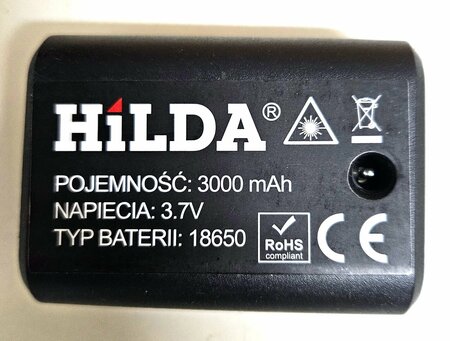 HiLDA®
POJEMNOŚĆ: 3000 mAh
NAPIECIA: 3.7V
TYP BATERII: 18650
RoHS
compliant
CE